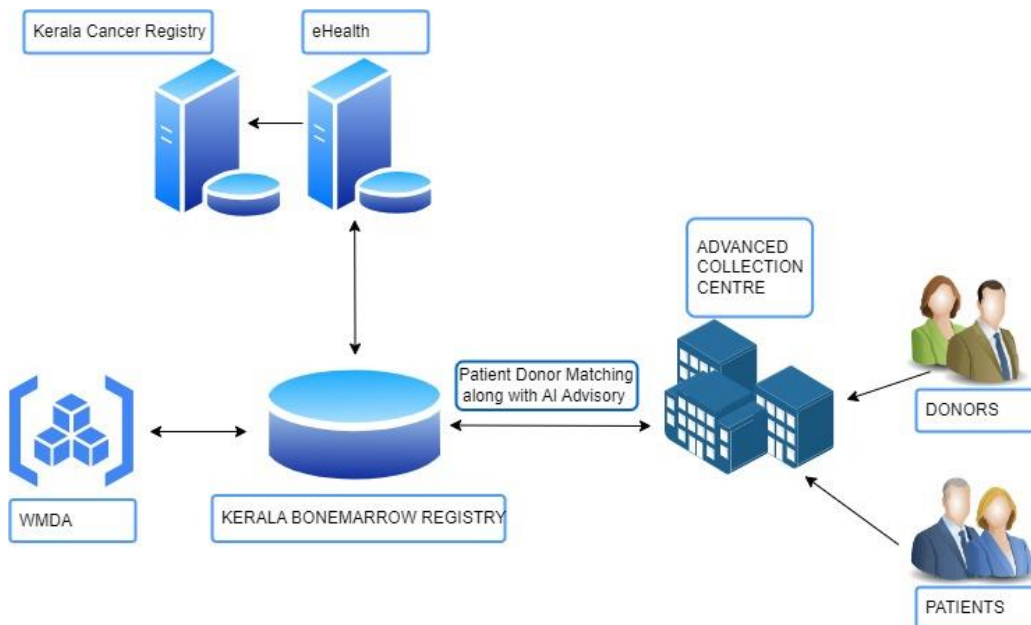 Kerala Cancer Registry
eHealth
ADVANCED
COLLECTION
CENTRE
Patient Donor Matching
along with AI Advisory
DONORS
WMDA
KERALA BONEMARROW REGISTRY
PATIENTS